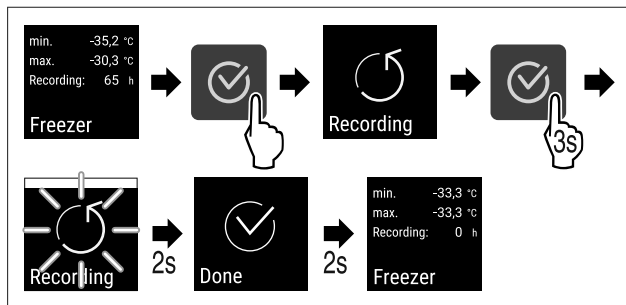 min. -35,2 °C
max. -30,3 °C
Recording: 65 h
Freezer
Recording
3s
Recording
2s
Done
2s
min. -33,3 °C
max. -33,3 °C
Recording: 0 h
Freezer